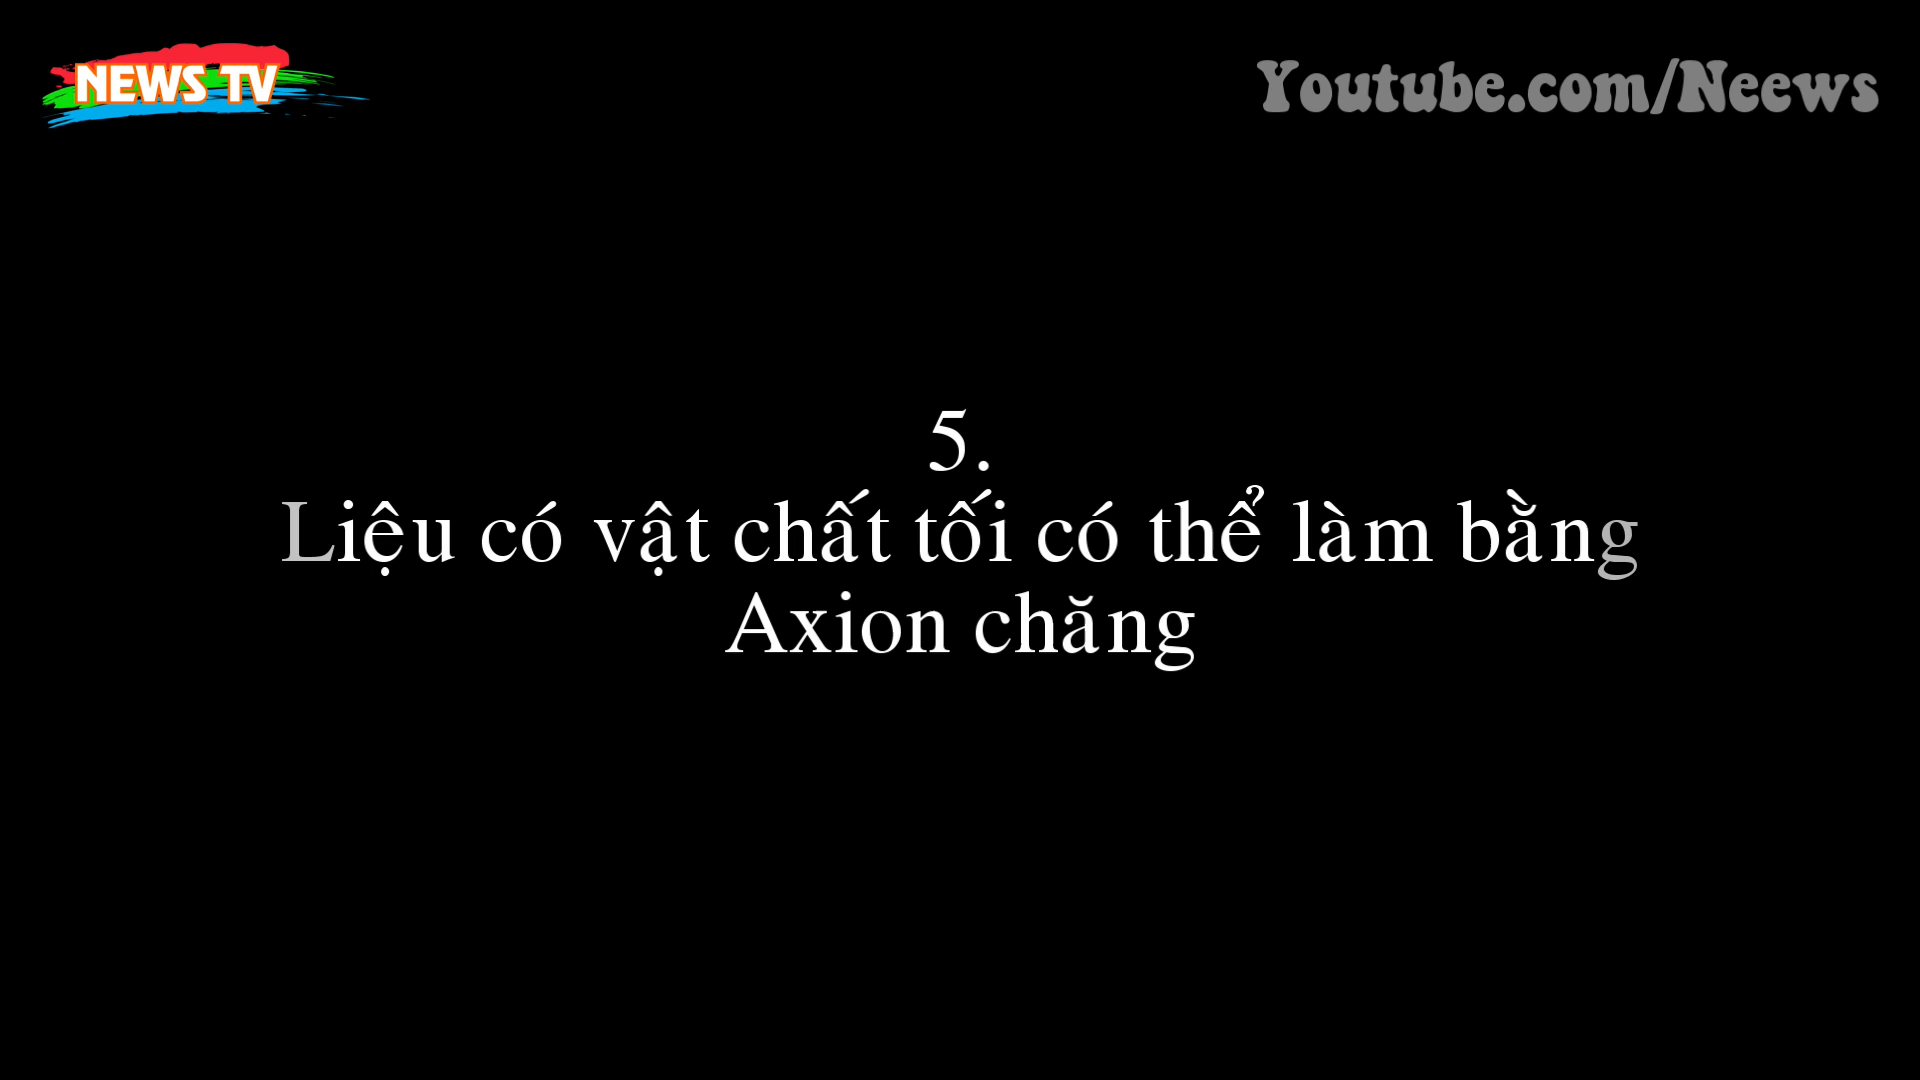 NEWS TV
Youtube.com/Neews
5.
Liệu có vật chất tối có thể làm bằng
Axion chăng